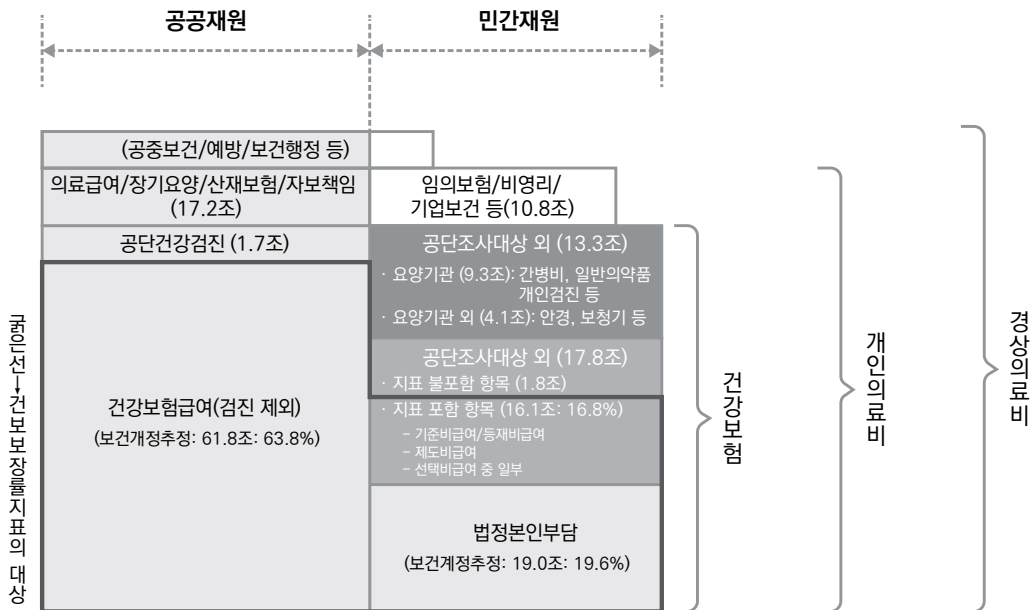 공공재원
민간재원
(공중보건/예방/보건행정 등)
의료급여/장기요양/산재보험/자보책임
(17.2조)
임의보험/비영리/
기업보건 등(10.8조)
공단건강검진 (1.7조)
공단조사대상 외 (13.3조)
· 요양기관 (9.3조): 간병비, 일반의약품
개인검진 등
· 요양기관 외 (4.1조): 안경, 보청기 등
공단조사대상 외 (17.8조)
· 지표 불포함 항목 (1.8조)
· 지표 포함 항목 (16.1조: 16.8%)
- 기준비급여/등재비급여
- 제도비급여
- 선택비급여 중 일부
건강보험급여(검진 제외)
(보건개정추정: 61.8조: 63.8%)
법정본인부담
(보건계정추정: 19.0조: 19.6%)
굵은선→건보보장률지표의 대상
건강보험
개인의료비
경상의료비